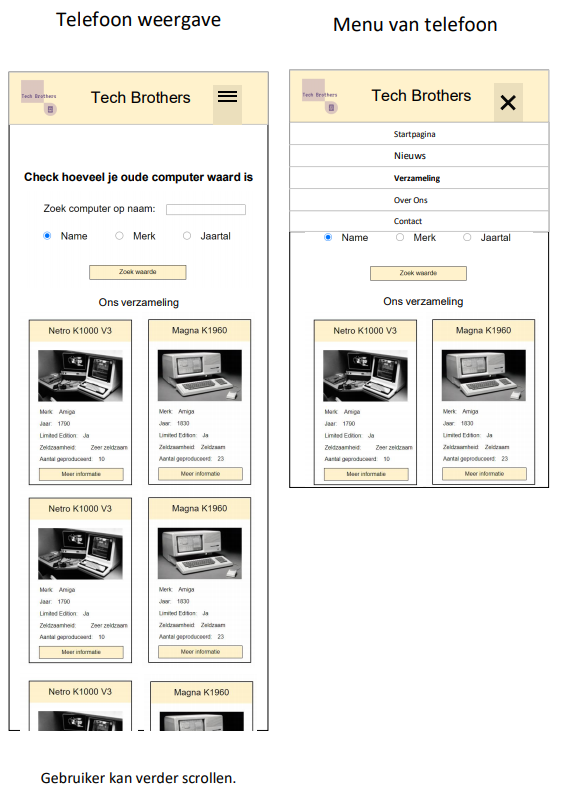 Telefoon weergave
Menu van telefoon
Tech Brothers
Tech Brothers
Check hoeveel je oude computer waard is
Zoek computer op naam:
Name Merk Jaartal
Zoek waarde
Ons verzameling
Netro K1000 V3
Merk: Amiga
Jaar: 1790
Limited Edition: Ja
Zeldzaamheid: Zeer zeldzaam
Aantal geproduceerd: 10
Meer informatie
Magna K1960
Merk: Amiga
Jaar: 1830
Limited Edition: Ja
Zeldzaamheid: Zeldzaam
Aantal geproduceerd: 23
Meer informatie
Netro K1000 V3
Merk: Amiga
Jaar: 1790
Limited Edition: Ja
Zeldzaamheid: Zeer zeldzaam
Aantal geproduceerd: 10
Meer informatie
Magna K1960
Merk: Amiga
Jaar: 1830
Limited Edition: Ja
Zeldzaamheid: Zeldzaam
Aantal geproduceerd: 23
Meer informatie
Netro K1000 V3
Magna K1960
Gebruiker kan verder scrollen.
Tech Brothers
Tech Brothers
Startpagina
Nieuws
Verzameling
Over Ons
Contact
Name Merk Jaartal
Zoek waarde
Ons verzameling
Netro K1000 V3
Merk: Amiga
Jaar: 1790
Limited Edition: Ja
Zeldzaamheid: Zeer zeldzaam
Aantal geproduceerd: 10
Meer informatie
Magna K1960
Merk: Amiga
Jaar: 1830
Limited Edition: Ja
Zeldzaamheid: Zeldzaam
Aantal geproduceerd: 23
Meer informatie